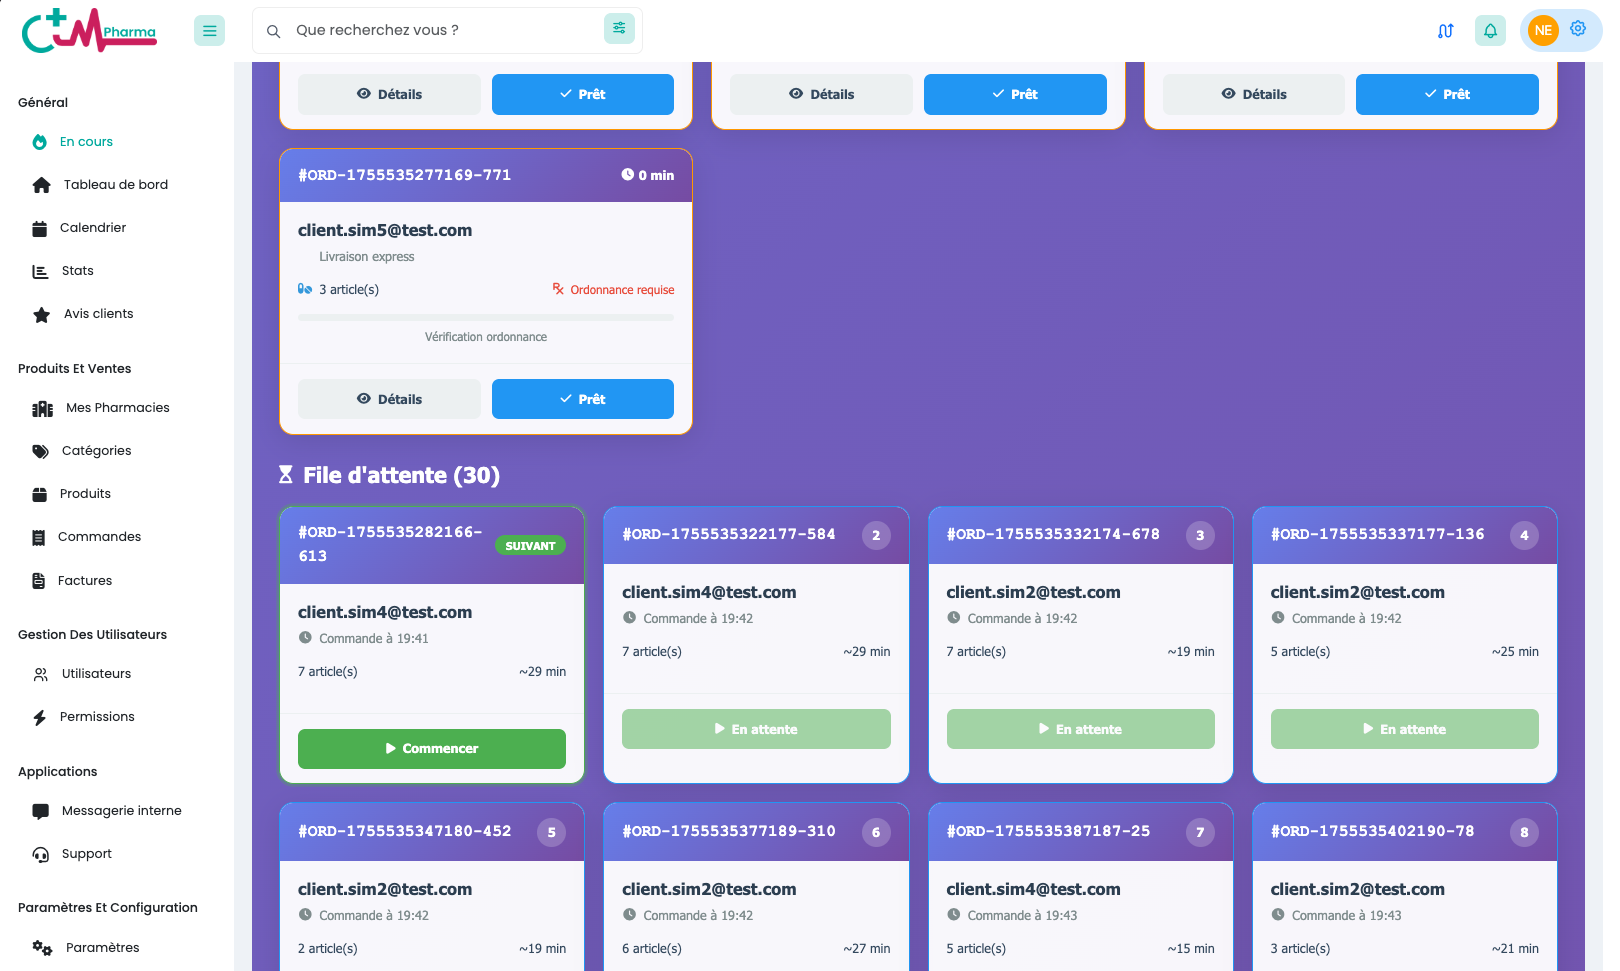 C+M Pharma
Que recherchez vous ?
NE
Général
En cours
Tableau de bord
Calendrier
Stats
Avis clients
Produits Et Ventes
Mes Pharmacies
Catégories
Produits
Commandes
Factures
Gestion Des Utilisateurs
Utilisateurs
Permissions
Applications
Messagerie interne
Support
Paramètres Et Configuration
Paramètres
Détails Prêt
Détails Prêt
Détails Prêt
#ORD-1755535277169-771 0 min
client.sim5@test.com
Livraison express
3 article(s) Ordonnance requise
Vérification ordonnance
Détails Prêt
File d'attente (30)
#ORD-1755535282166-
613
SUIVANT
client.sim4@test.com
Commande à 19:41
7 article(s) ~29 min
Commencer
#ORD-1755535322177-584 2
client.sim4@test.com
Commande à 19:42
7 article(s) ~29 min
En attente
#ORD-1755535332174-678 3
client.sim2@test.com
Commande à 19:42
7 article(s) ~19 min
En attente
#ORD-1755535337177-136 4
client.sim2@test.com
Commande à 19:42
5 article(s) ~25 min
En attente
#ORD-1755535347180-452 5
client.sim2@test.com
Commande à 19:42
2 article(s) ~19 min
#ORD-1755535377189-310 6
client.sim2@test.com
Commande à 19:42
6 article(s) ~27 min
#ORD-1755535387187-25 7
client.sim4@test.com
Commande à 19:43
5 article(s) ~15 min
#ORD-1755535402190-78 8
client.sim2@test.com
Commande à 19:43
3 article(s) ~21 min